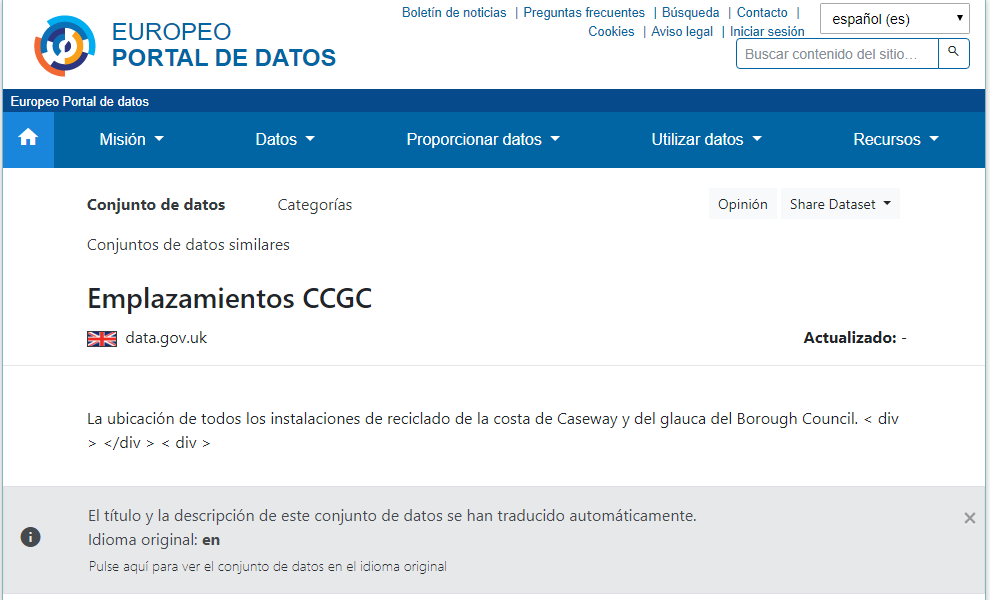 Boletín de noticias | Preguntas frecuentes | Búsqueda | Contacto |
Cookies | Aviso legal | Iniciar sesión
español (es)
EUROPEO
PORTAL DE DATOS
Buscar contenido del sitio...
Europeo Portal de datos
Misión Datos Proporcionar datos Utilizar datos Recursos
Conjunto de datos Categorías Opinión Share Dataset
Conjuntos de datos similares
Emplazamientos CCGC
data.gov.uk Actualizado: -
La ubicación de todos los instalaciones de reciclado de la costa de Caseway y del glauca del Borough Council. < div
> </div > < div >
El título y la descripción de este conjunto de datos se han traducido automáticamente.
Idioma original: en
Pulse aquí para ver el conjunto de datos en el idioma original